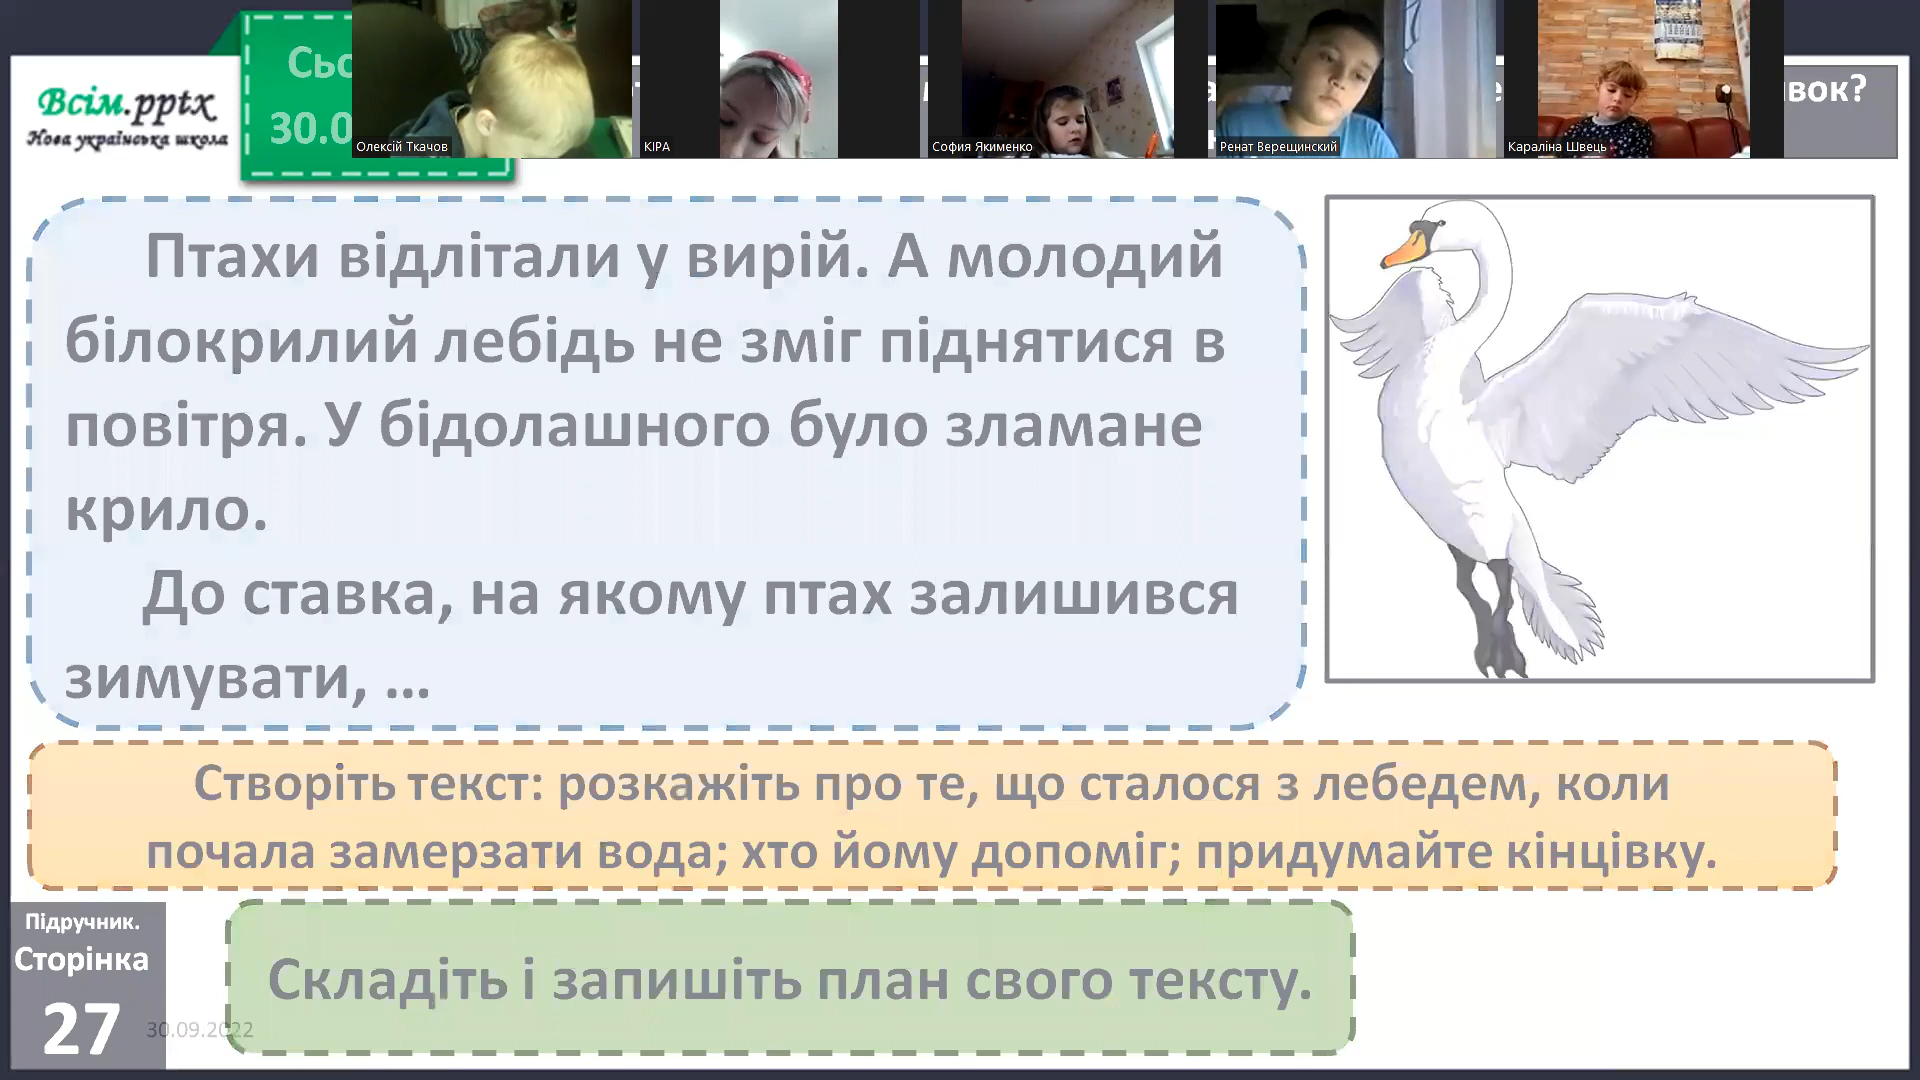 Всім.pptx
Нова українська школа
30.0
Олексій Ткачов
КІРА
София Якименко
Ренат Верещинский
Караліна Швець
Птахи відлітали у вирій. А молодий
білокрилий лебідь не зміг піднятися в
повітря. У бідолашного було зламане
крило.
До ставка, на якому птах залишився
зимувати, ...
Створіть текст: розкажіть про те, що сталося з лебедем, коли
почала замерзати вода; хто йому допоміг; придумайте кінцівку.
Підручник.
Сторінка
27
30.09.2022
Складіть і запишіть план свого тексту.